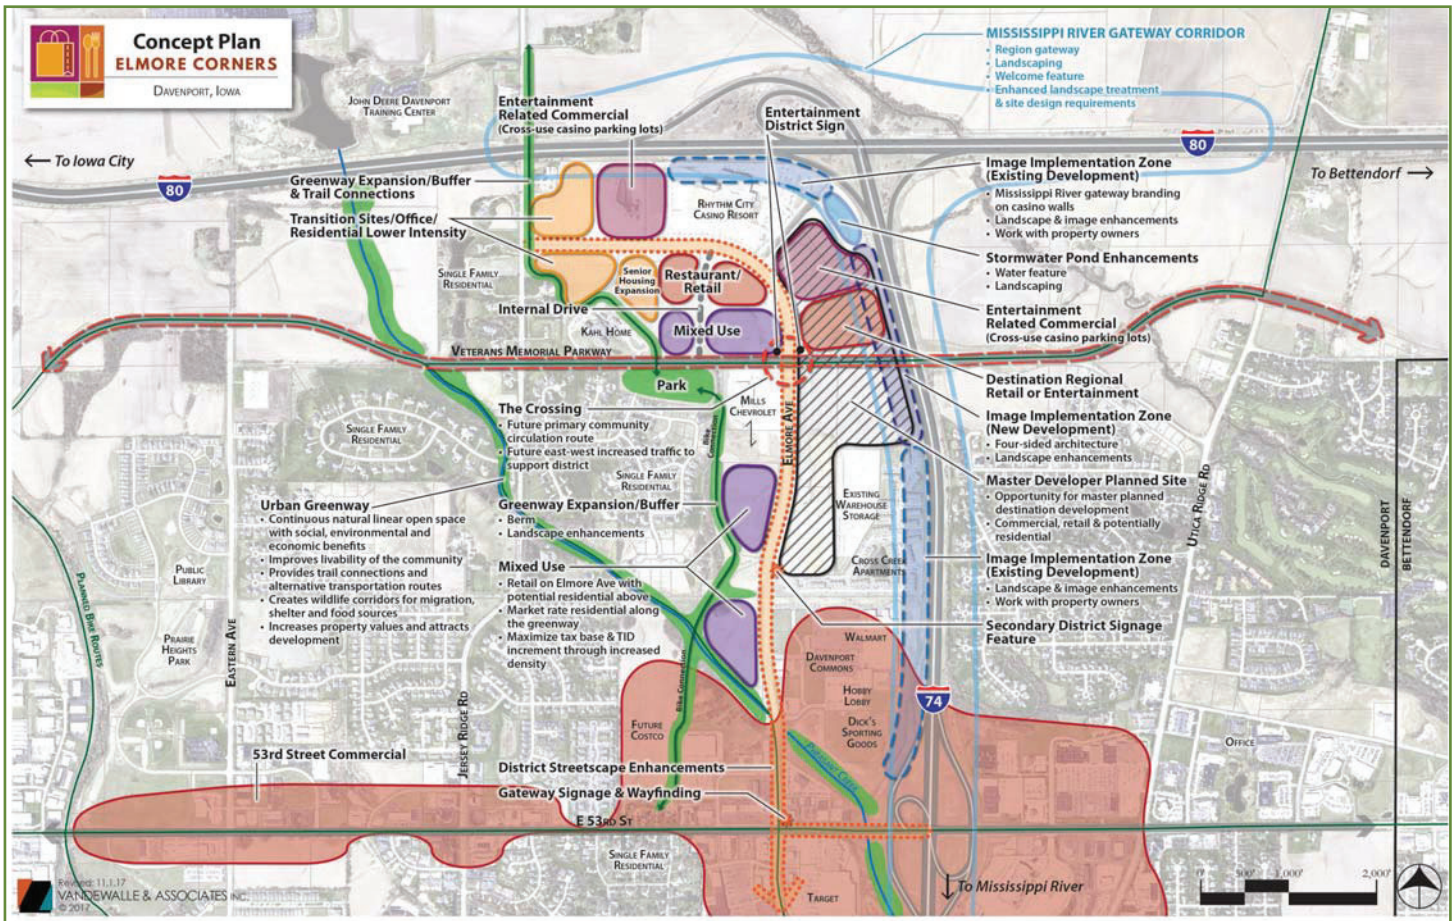 Concept Plan
ELMORE CORNERS
DAVENPORT, IOWA
JOHN DEERE DAVENPORT
TRAINING CENTER
Entertainment
Related Commercial
(Cross-use casino parking lots)
Entertainment
District Sign
MISSISSIPPI RIVER GATEWAY CORRIDOR
• Region gateway
• Landscaping
• Welcome feature
• Enhanced landscape treatment
& site design requirements
← To Iowa City
80
80
To Bettendorf →
Greenway Expansion/Buffer
& Trail Connections
Transition Sites/Office/
Residential Lower Intensity
RHYTHM CITY
CASINO RESORT
Image Implementation Zone
(Existing Development)
• Mississippi River gateway branding
on casino walls
• Landscape & image enhancements
• Work with property owners
Stormwater Pond Enhancements
• Water feature
• Landscaping
SINGLE FAMILY
RESIDENTIAL
Senior
Housing
Expansion
Restaurant/
Retail
Internal Drive
KAHL HOME
Mixed Use
Entertainment
Related Commercial
(Cross-use casino parking lots)
VETERANS MEMORIAL PARKWAY
Park
Destination Regional
Retail or Entertainment
The Crossing
• Future primary community
circulation route
• Future east-west increased traffic to
support district
MILLS
CHEVROLET
ELMORE AVE
Bike
Connection
Image Implementation Zone
(New Development)
• Four-sided architecture
• Landscape enhancements
SINGLE FAMILY
RESIDENTIAL
SINGLE FAMILY
RESIDENTIAL
Master Developer Planned Site
• Opportunity for master planned
destination development
• Commercial, retail & potentially
residential
EXISTING
WAREHOUSE
STORAGE
UTICA RIDGE RD
DAVENPORT
BETTENDORF
Urban Greenway
• Continuous natural linear open space
with social, environmental and
economic benefits
• Improves livability of the community
• Provides trail connections and
alternative transportation routes
• Creates wildlife corridors for migration,
shelter and food sources
• Increases property values and attracts
development
Greenway Expansion/Buffer
• Berm
• Landscape enhancements
Mixed Use
• Retail on Elmore Ave with
potential residential above
• Market rate residential along
the greenway
• Maximize tax base & TID
increment through increased
density
CROSS CREEK
APARTMENTS
Image Implementation Zone
(Existing Development)
• Landscape & image enhancements
• Work with property owners
Secondary District Signage
Feature
PUBLIC
LIBRARY
PLANNED BIKE ROUTES
PRAIRIE
HEIGHTS
PARK
EASTERN AVE
JERSEY RIDGE RD
Bike Connection
WALMART
DAVENPORT
COMMONS
HOBBY
LOBBY
DICK'S
SPORTING
GOODS
74
FUTURE
COSTCO
OFFICE
53rd Street Commercial
District Streetscape Enhancements
Gateway Signage & Wayfinding
E 53RD ST
SINGLE FAMILY
RESIDENTIAL
TARGET
↓ To Mississippi River
Revised: 11.1.17
VANDEWALLE & ASSOCIATES INC.
© 2017
0 500' 1,000' 2,000'